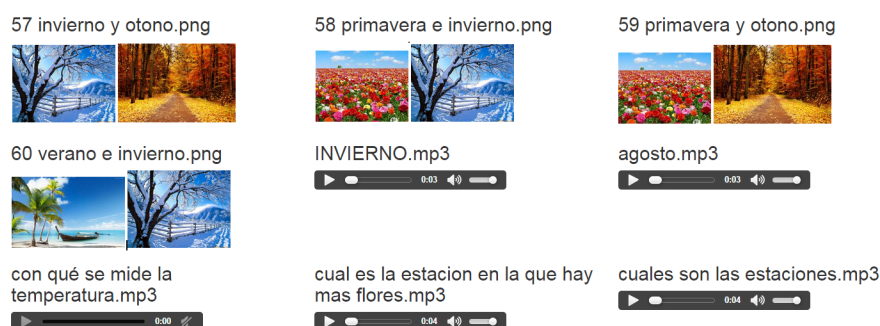 57 invierno y otono.png
58 primavera e invierno.png
59 primavera y otono.png
60 verano e invierno.png
INVIERNO.mp3
0:03
agosto.mp3
0:03
con qué se mide la
temperatura.mp3
0:00
cual es la estacion en la que hay
mas flores.mp3
0:04
cuales son las estaciones.mp3
0:04